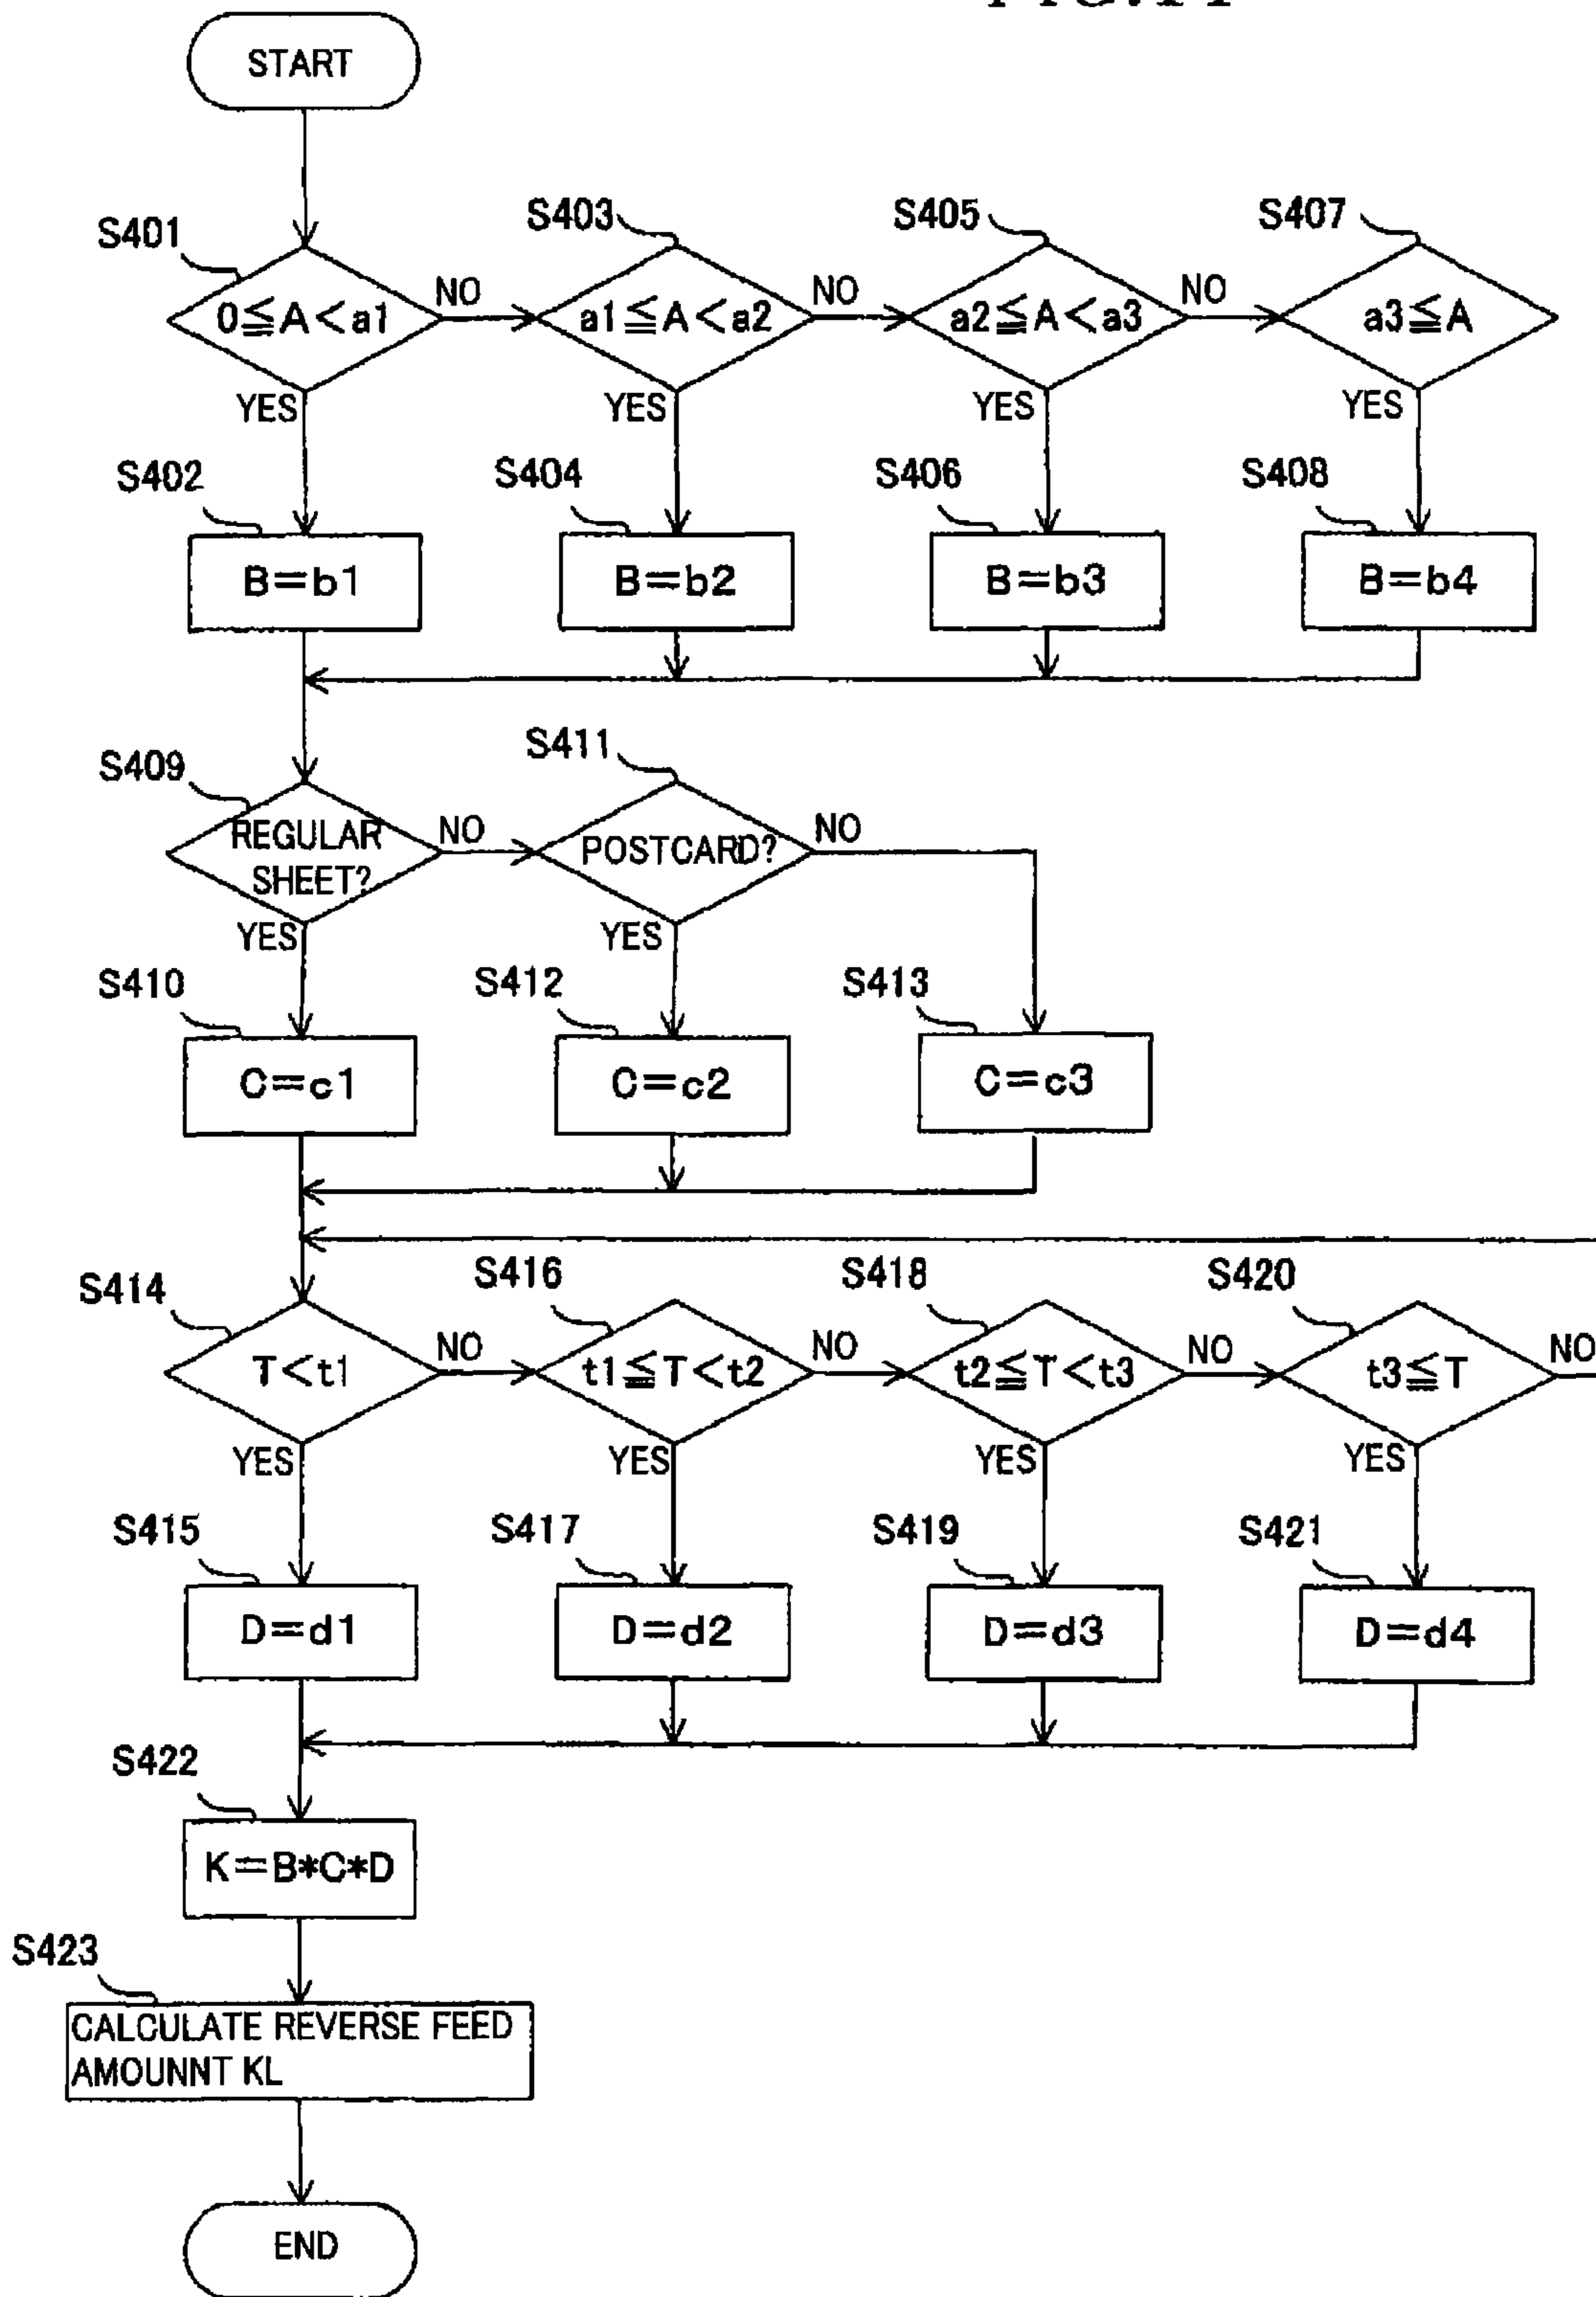 START
S401
S403
S405
S407
0≦A<a1
NO
a1≦A<a2
NO
a2≦A<a3
NO
a3≦A
YES
YES
YES
YES
S402
S404
S406
S408
B=b1
B=b2
B=b3
B=b4
S409
S411
REGULAR
SHEET?
NO
POSTCARD?
NO
YES
YES
S410
S412
S413
C=c1
C=c2
C=c3
S414
S416
S418
S420
T<t1
NO
t1≦T<t2
NO
t2≦T<t3
NO
t3≦T
NO
YES
YES
YES
YES
S415
S417
S419
S421
D=d1
D=d2
D=d3
D=d4
S422
K=B*C*D
S423
CALCULATE REVERSE FEED
AMOUNNT KL
END